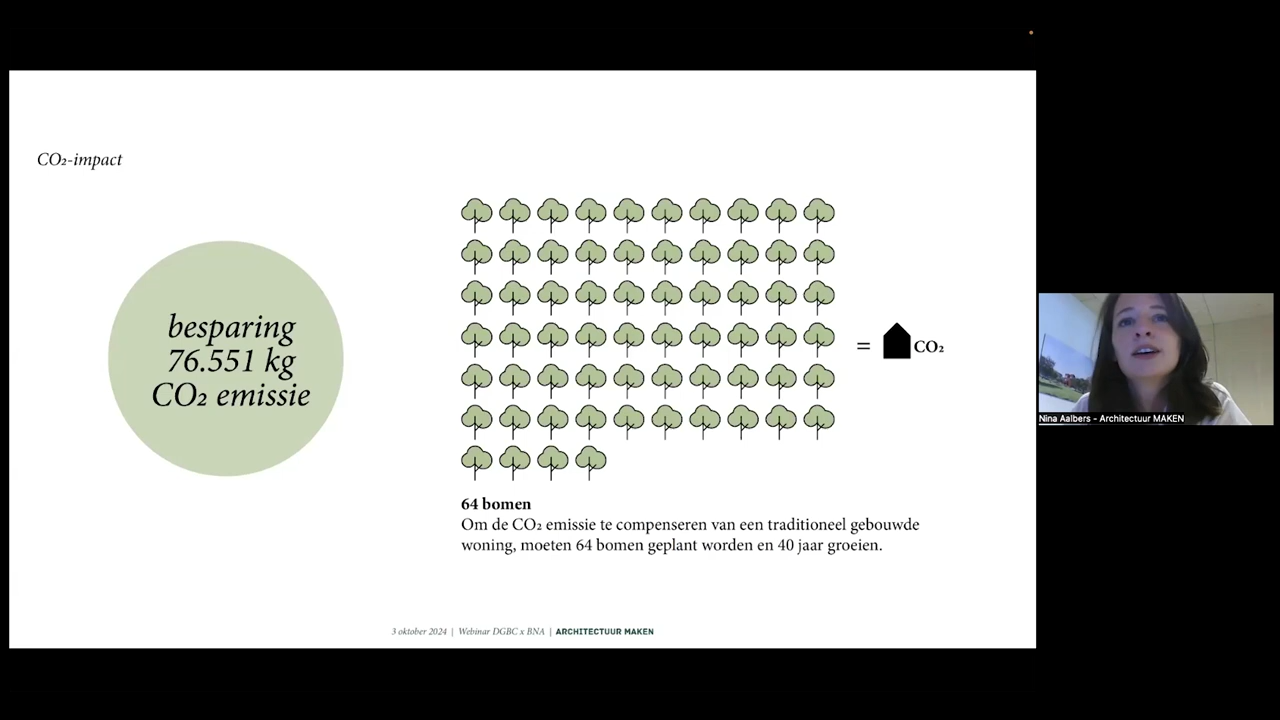 CO₂-impact
besparing
76.551 kg
CO₂ emissie
= CO₂
64 bomen
Om de CO₂ emissie te compenseren van een traditioneel gebouwde
woning, moeten 64 bomen geplant worden en 40 jaar groeien.
3 oktober 2024 | Webinar DGBC x BNA | ARCHITECTUUR MAKEN
Nina Aalbers - Architectuur MAKEN